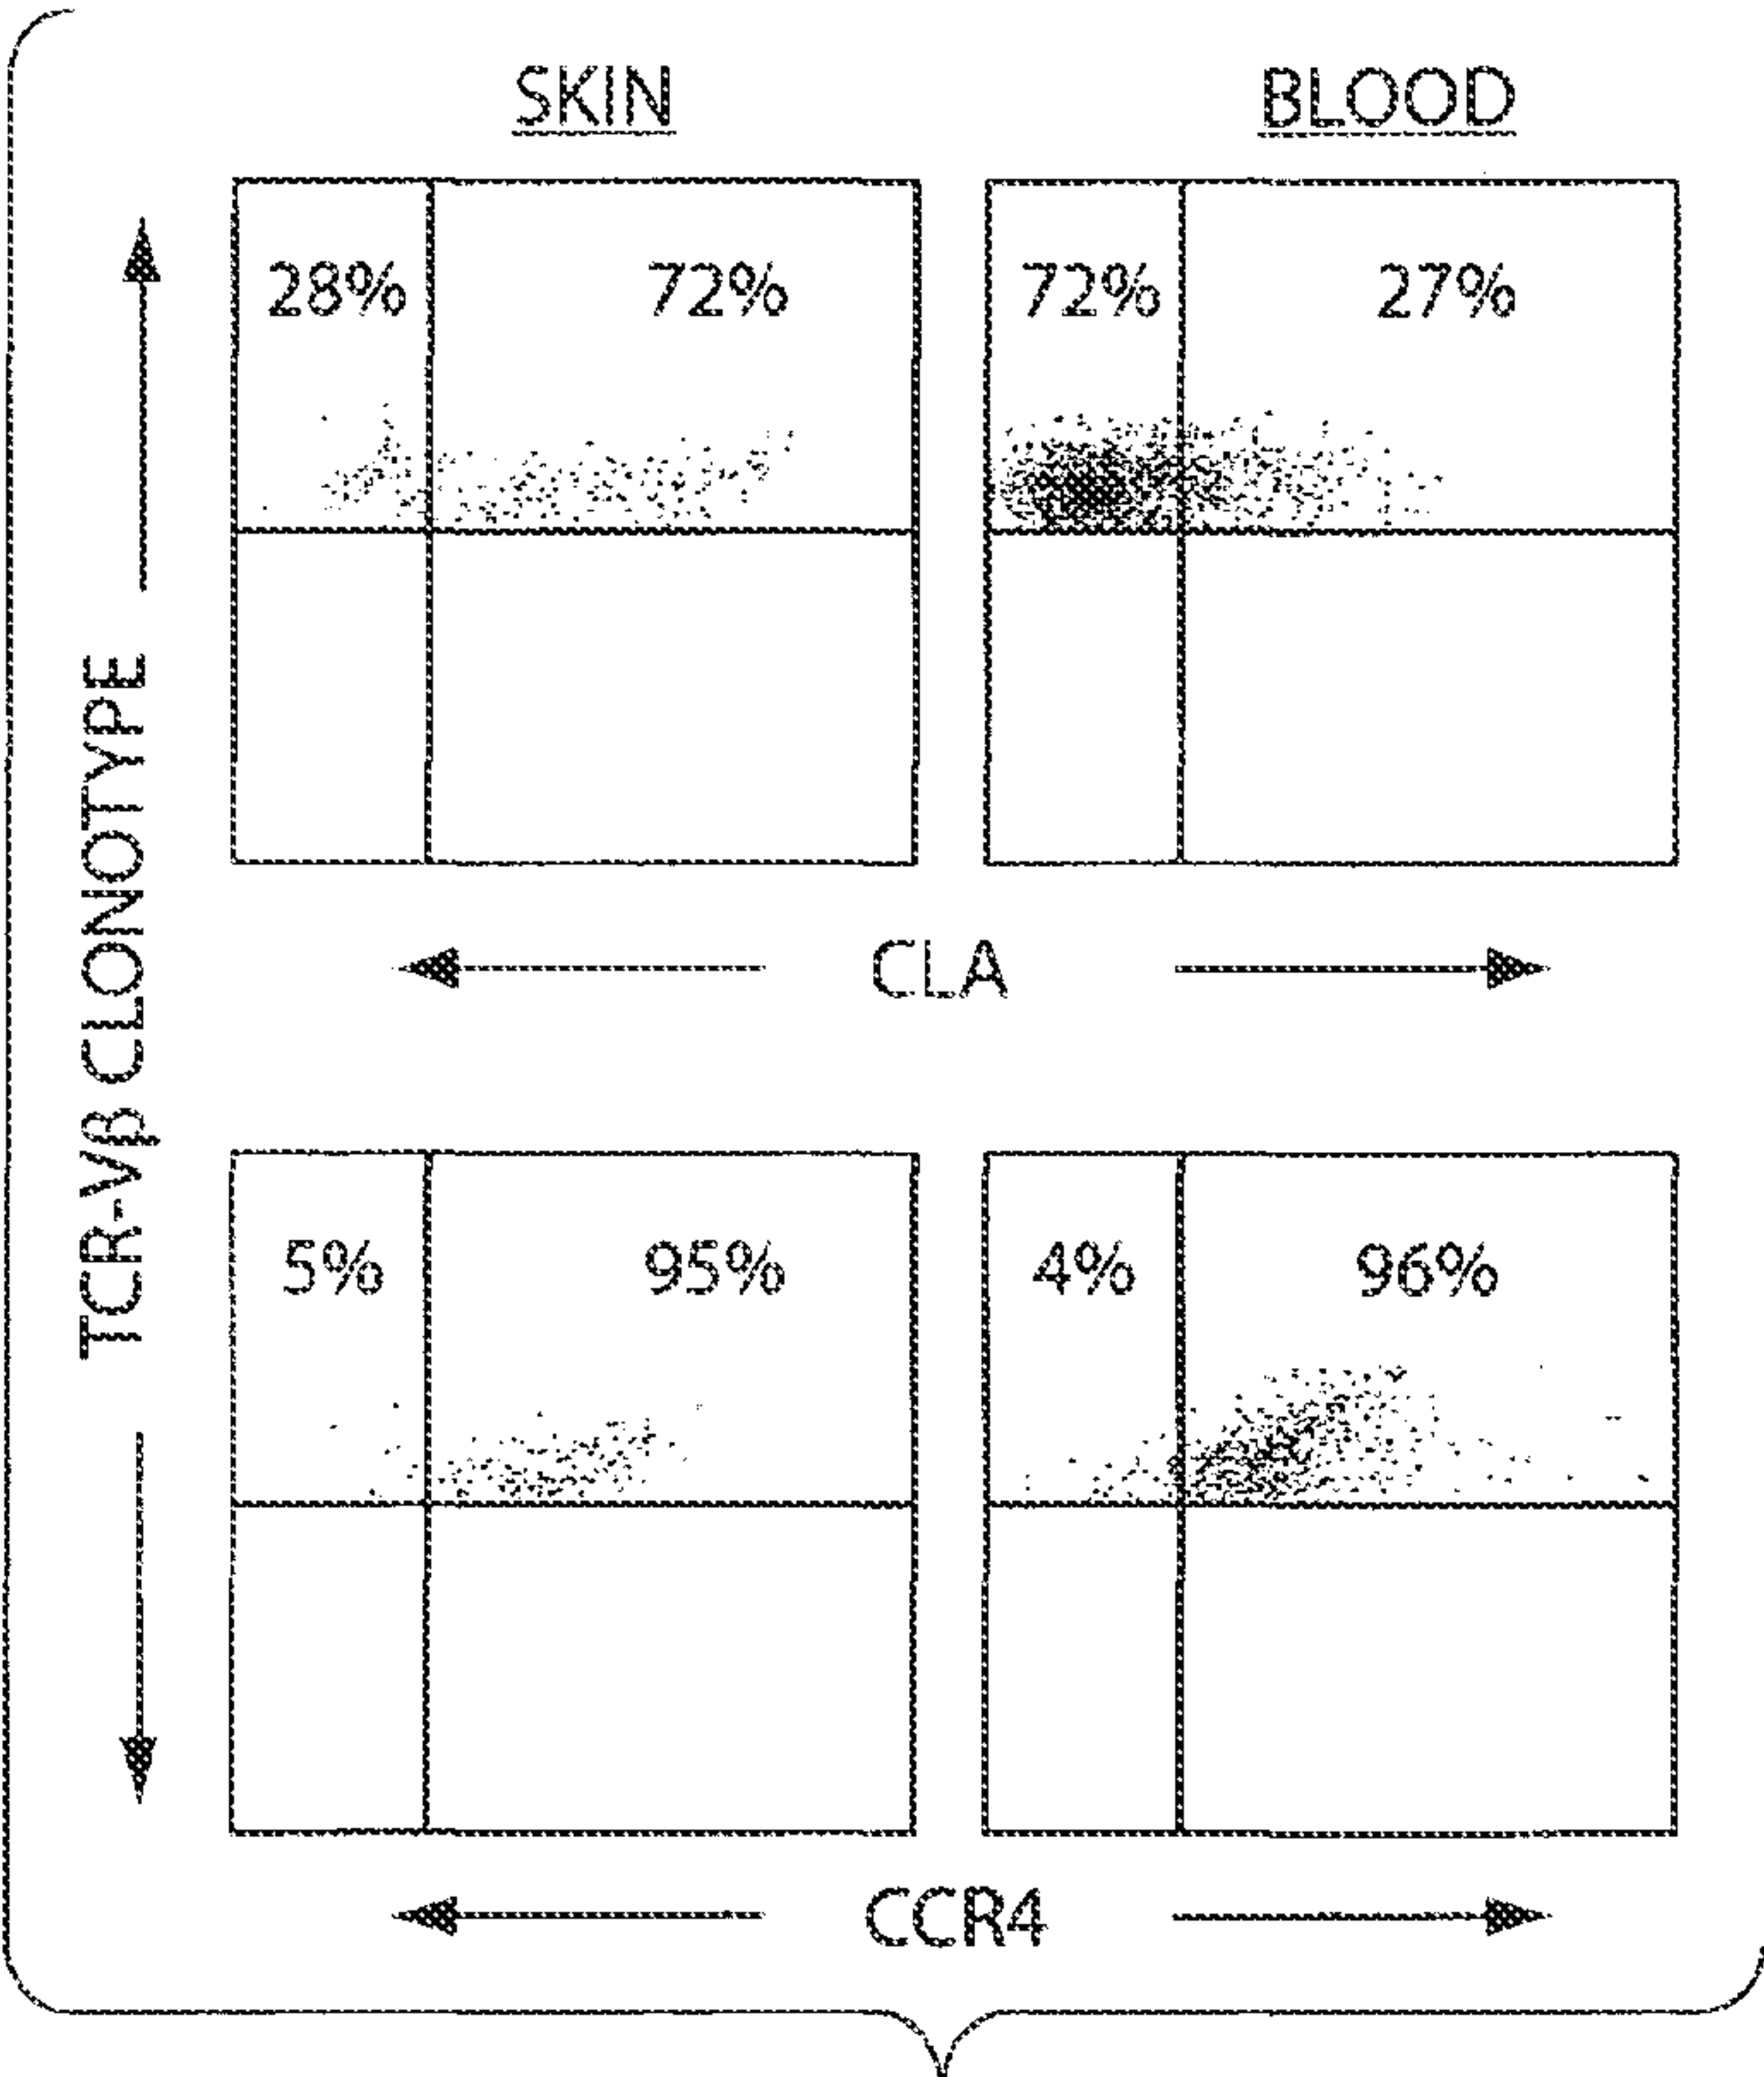 SKIN
BLOOD
28%
72%
72%
27%
TCR-Vβ CLONOTYPE
CLA
5%
95%
4%
96%
CCR4